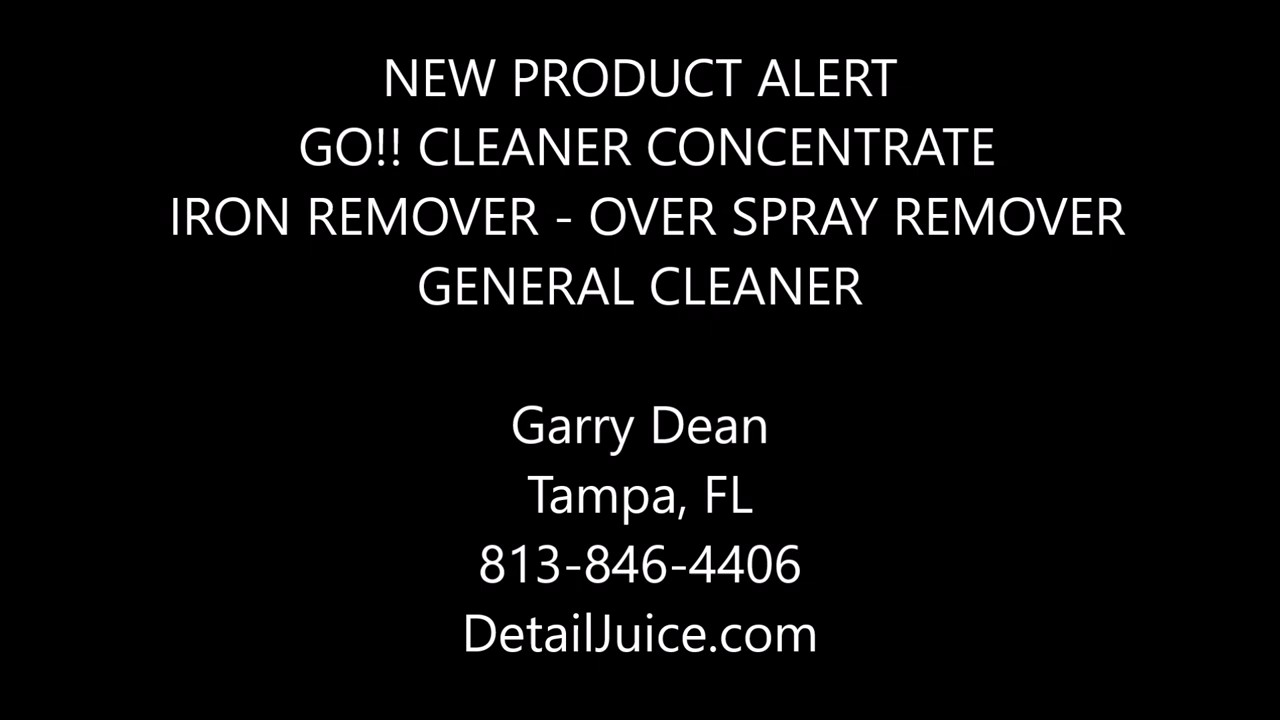 NEW PRODUCT ALERT
GO!! CLEANER CONCENTRATE
IRON REMOVER - OVER SPRAY REMOVER
GENERAL CLEANER
Garry Dean
Tampa, FL
813-846-4406
DetailJuice.com